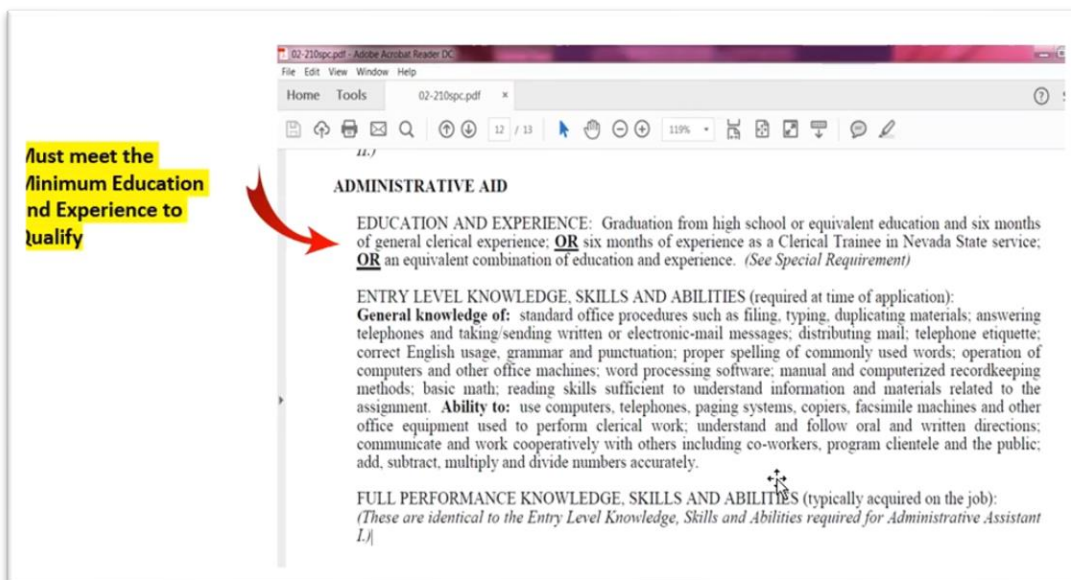 02-210spc.pdf - Adobe Acrobat Reader DC
File Edit View Window Help
Home Tools 02-210spc.pdf ×
12 / 13 119%
II.)
Must meet the
Minimum Education
and Experience to
Qualify
ADMINISTRATIVE AID
EDUCATION AND EXPERIENCE: Graduation from high school or equivalent education and six months
of general clerical experience; OR six months of experience as a Clerical Trainee in Nevada State service;
OR an equivalent combination of education and experience. (See Special Requirement)
ENTRY LEVEL KNOWLEDGE, SKILLS AND ABILITIES (required at time of application):
General knowledge of: standard office procedures such as filing, typing, duplicating materials; answering
telephones and taking/sending written or electronic-mail messages; distributing mail; telephone etiquette;
correct English usage, grammar and punctuation; proper spelling of commonly used words; operation of
computers and other office machines; word processing software; manual and computerized recordkeeping
methods; basic math; reading skills sufficient to understand information and materials related to the
assignment. Ability to: use computers, telephones, paging systems, copiers, facsimile machines and other
office equipment used to perform clerical work; understand and follow oral and written directions;
communicate and work cooperatively with others including co-workers, program clientele and the public;
add, subtract, multiply and divide numbers accurately.
FULL PERFORMANCE KNOWLEDGE, SKILLS AND ABILITIES (typically acquired on the job):
(These are identical to the Entry Level Knowledge, Skills and Abilities required for Administrative Assistant
I.)